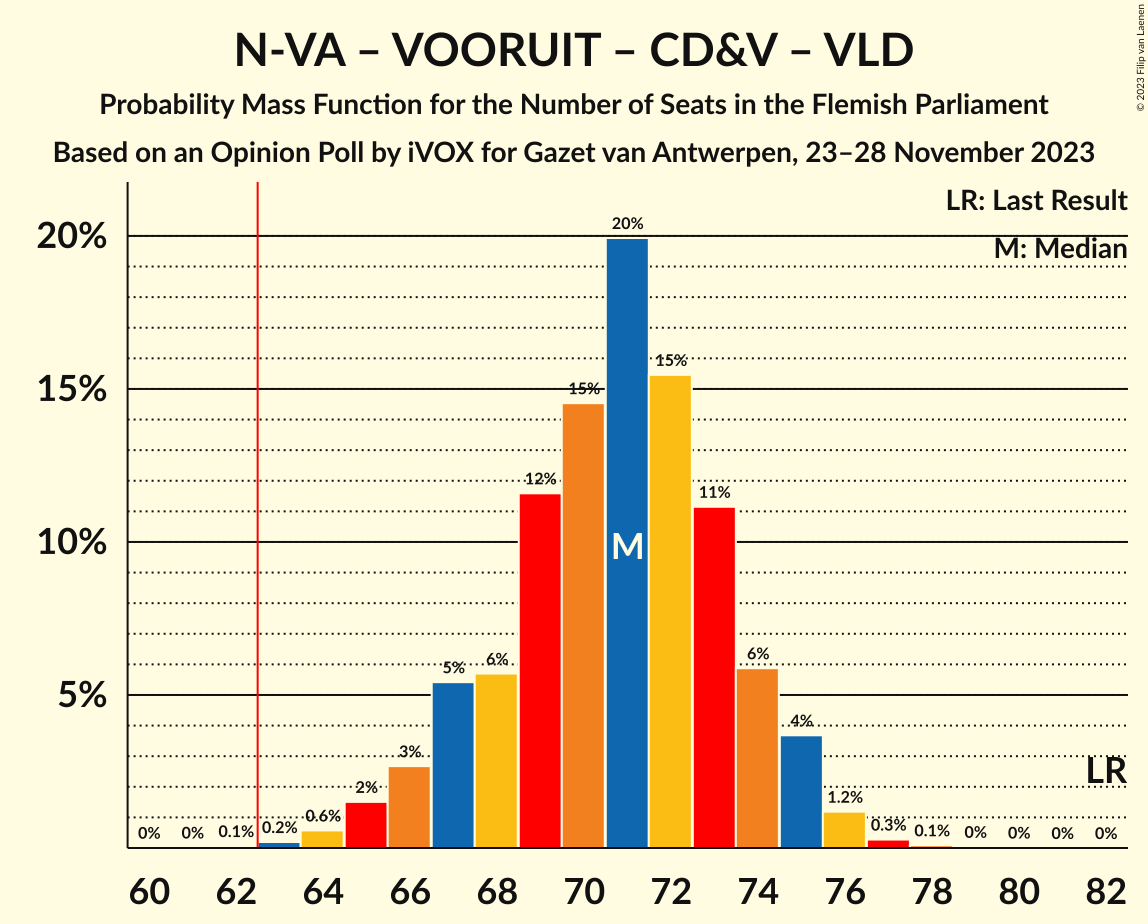 N-VA – VOORUIT – CD&V – VLD
Probability Mass Function for the Number of Seats in the Flemish Parliament
Based on an Opinion Poll by iVOX for Gazet van Antwerpen, 23–28 November 2023
© 2023 Filip van Laenen
LR: Last Result
M: Median
20%
15%
10%
5%
0% 0% 0.1% 0.2% 0.6% 2% 3% 5% 6% 12% 15% 20% 15% 11% 6% 4% 1.2% 0.3% 0.1% 0% 0% 0% 0%
M
LR
60 62 64 66 68 70 72 74 76 78 80 82